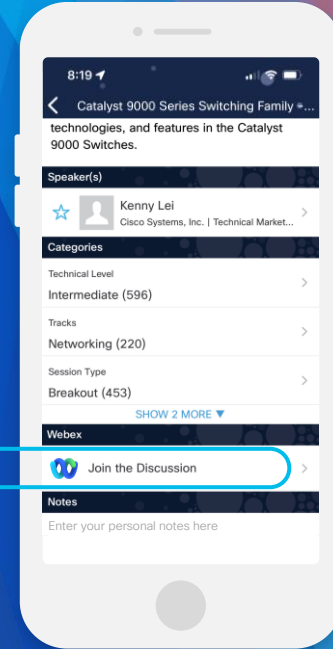 8:19
Catalyst 9000 Series Switching Family -...
technologies, and features in the Catalyst
9000 Switches.
Speaker(s)
Kenny Lei
Cisco Systems, Inc. | Technical Market...
Categories
Technical Level
Intermediate (596)
Tracks
Networking (220)
Session Type
Breakout (453)
SHOW 2 MORE ▼
Webex
Join the Discussion
Notes
Enter your personal notes here